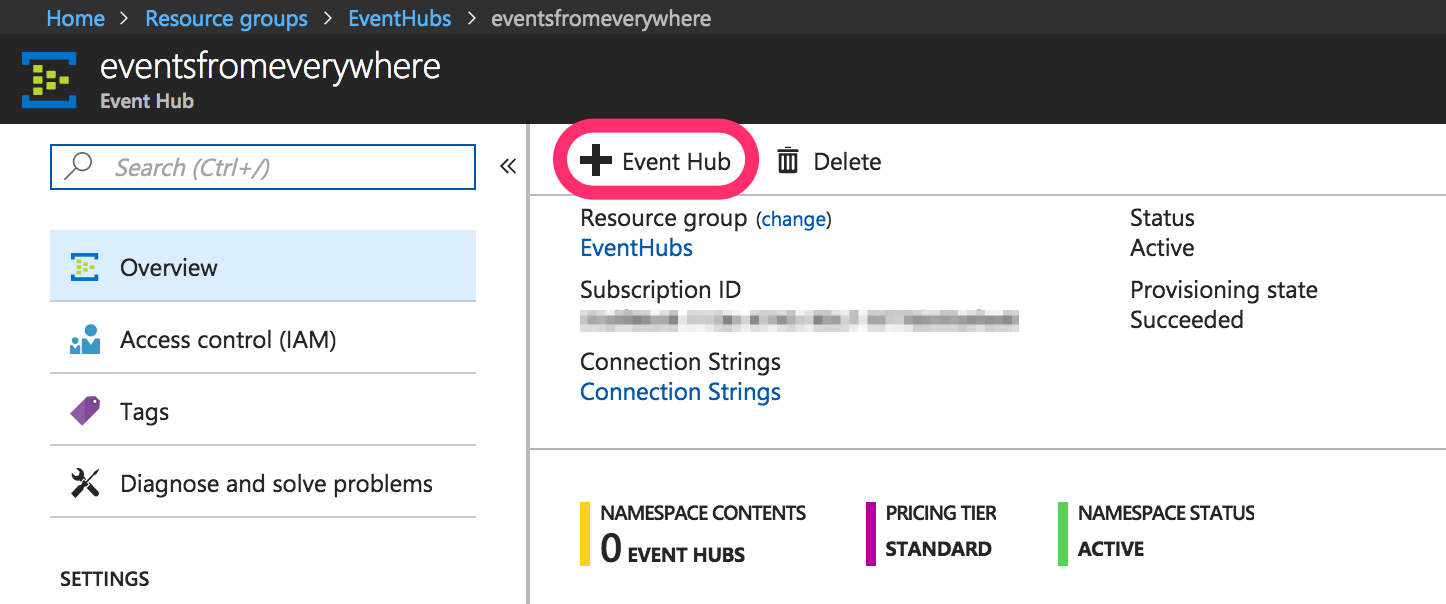 Home > Resource groups > EventHubs > eventsfromeverywhere
eventsfromeverywhere
Event Hub
Search (Ctrl+/)
«
Overview
Access control (IAM)
Tags
Diagnose and solve problems
SETTINGS
+ Event Hub
Delete
Resource group (change)
EventHubs
Subscription ID
Connection Strings
Connection Strings
Status
Active
Provisioning state
Succeeded
NAMESPACE CONTENTS
0 EVENT HUBS
PRICING TIER
STANDARD
NAMESPACE STATUS
ACTIVE